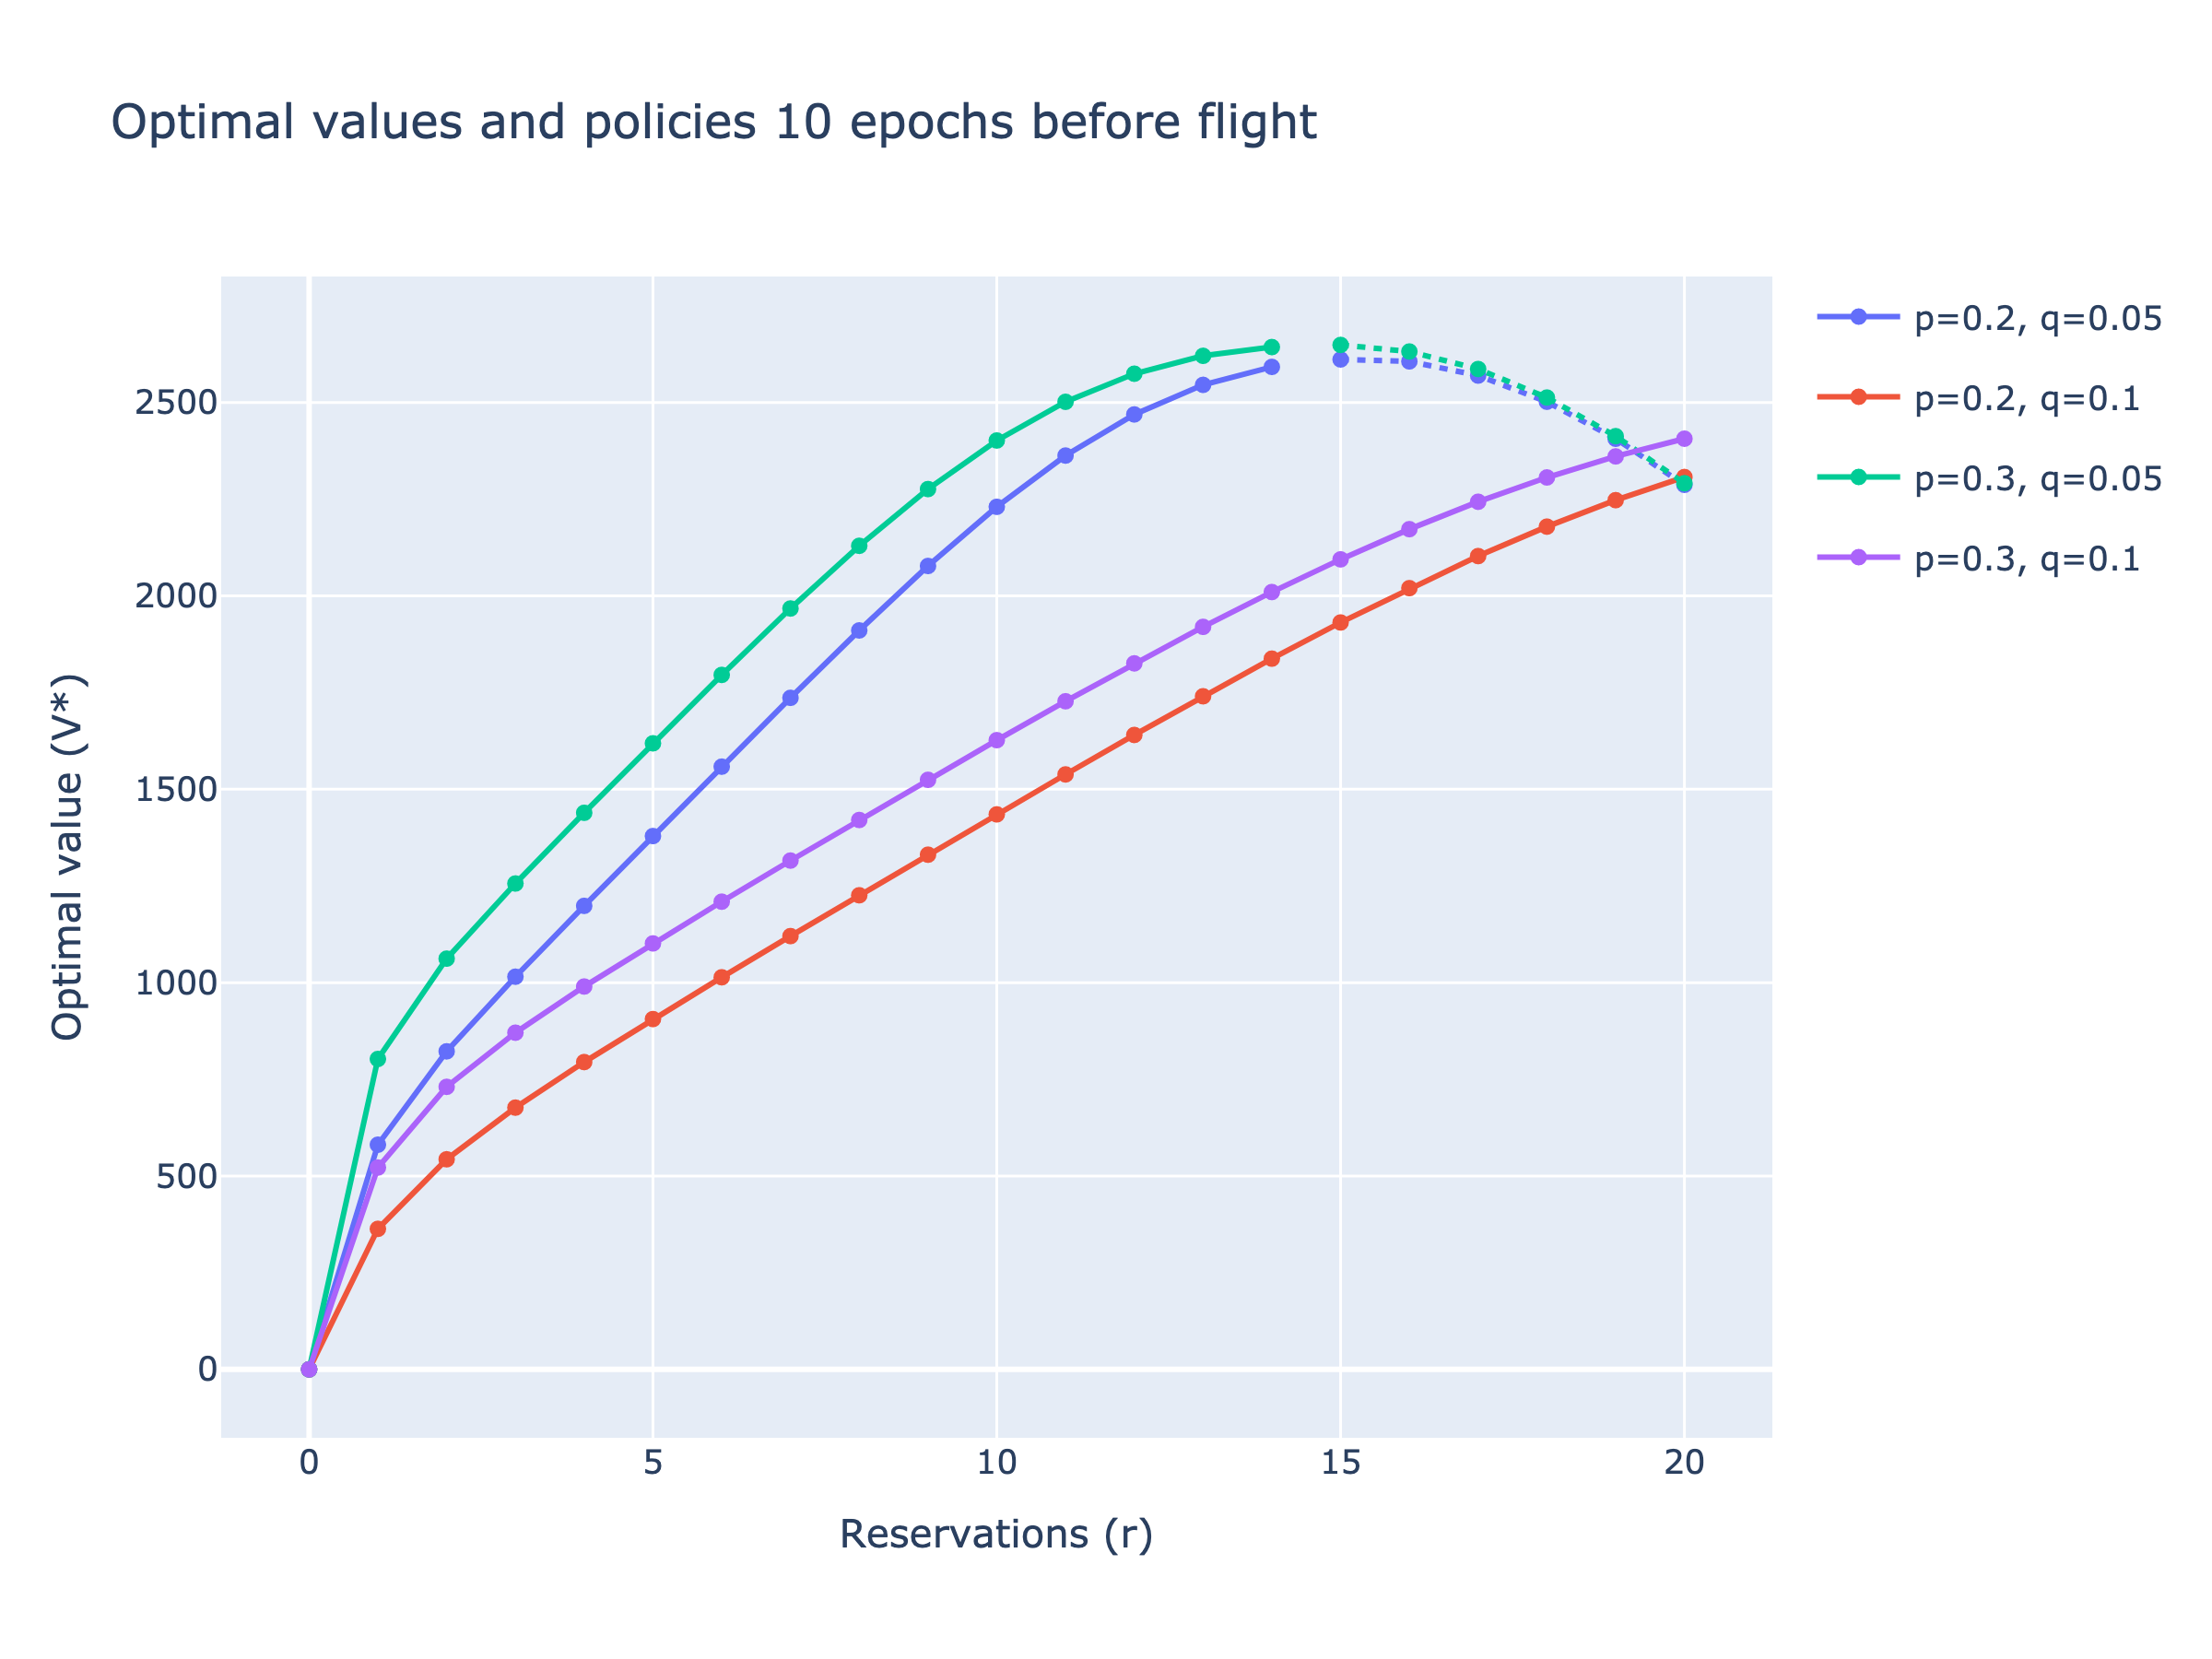 Optimal values and policies 10 epochs before flight
p=0.2, q=0.05
p=0.2, q=0.1
p=0.3, q=0.05
p=0.3, q=0.1
Optimal value (V*)
2500
2000
1500
1000
500
0
0 5 10 15 20
Reservations (r)